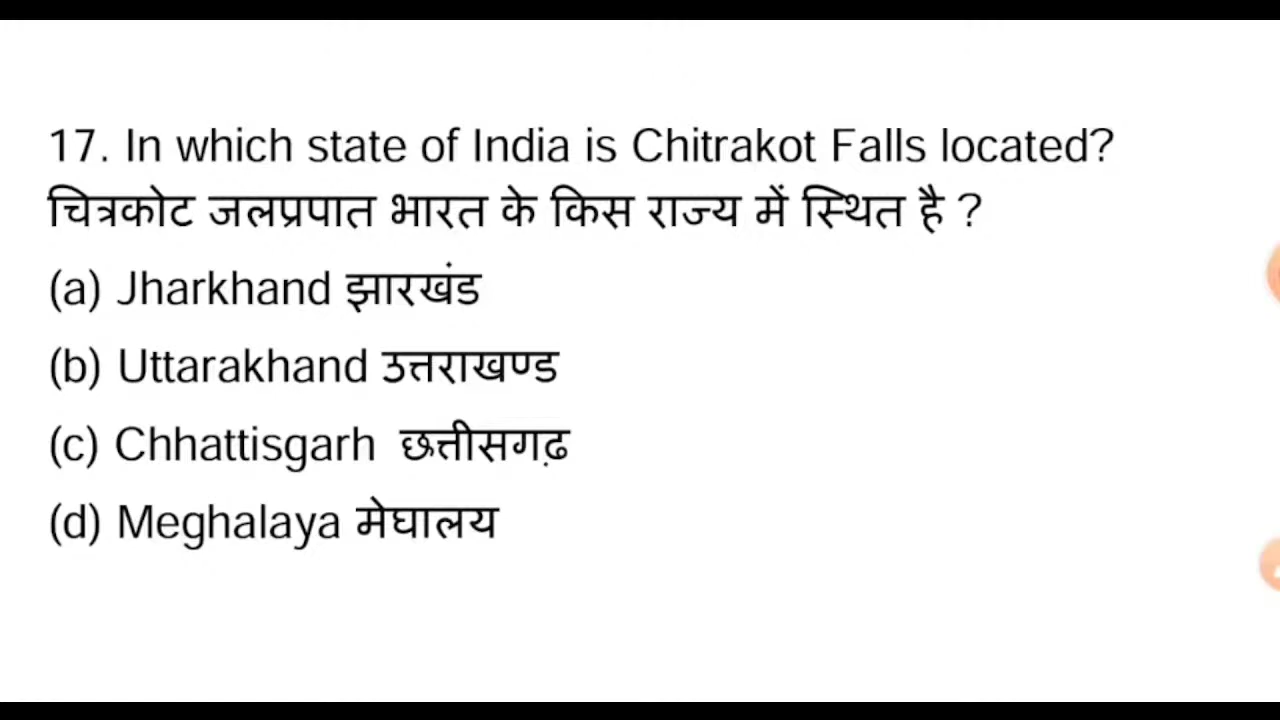 17. In which state of India is Chitrakot Falls located?
चित्रकोट जलप्रपात भारत के किस राज्य में स्थित है ?
(a) Jharkhand झारखंड
(b) Uttarakhand उत्तराखण्ड
(c) Chhattisgarh छत्तीसगढ़
(d) Meghalaya मेघालय